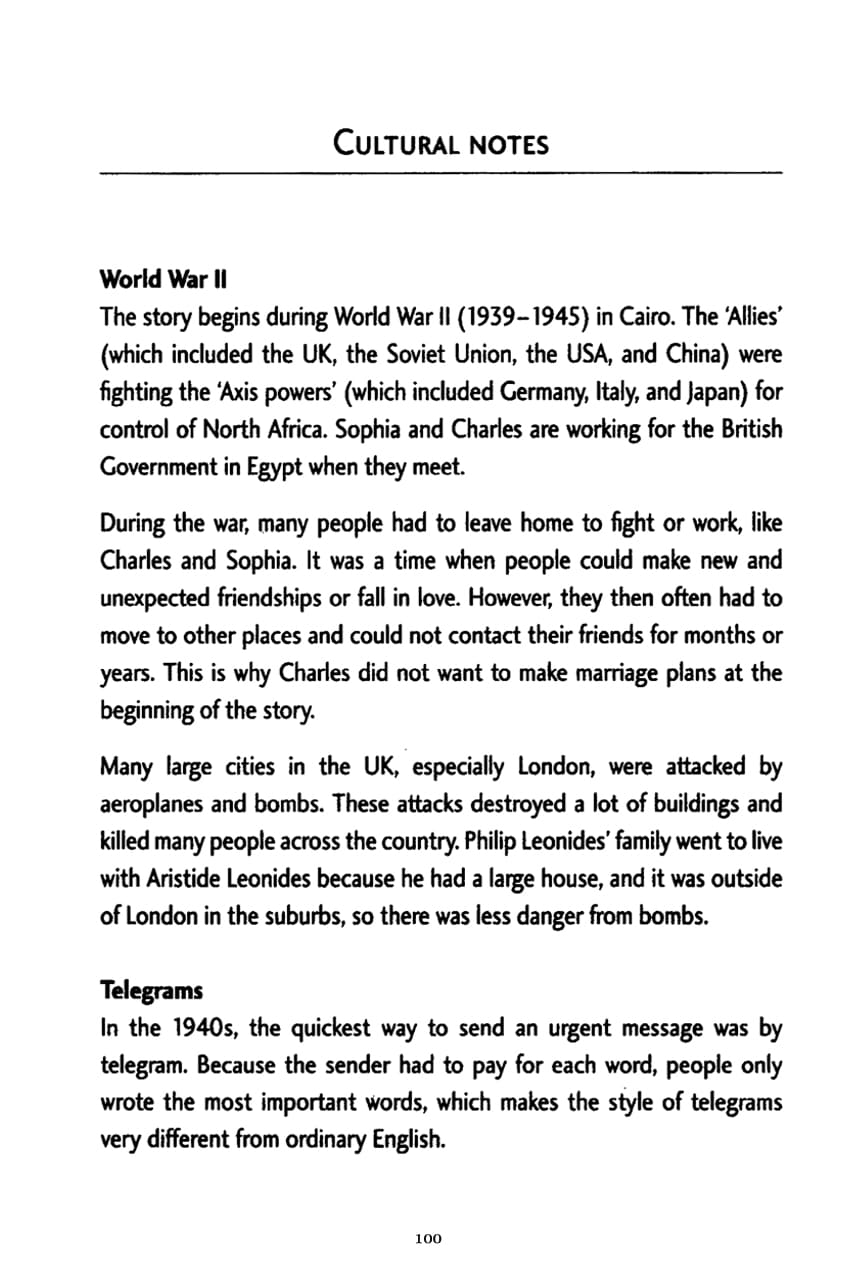 CULTURAL NOTES
World War II
The story begins during World War II (1939–1945) in Cairo. The ‘Allies’
(which included the UK, the Soviet Union, the USA, and China) were
fighting the ‘Axis powers’ (which included Germany, Italy, and Japan) for
control of North Africa. Sophia and Charles are working for the British
Government in Egypt when they meet.
During the war, many people had to leave home to fight or work, like
Charles and Sophia. It was a time when people could make new and
unexpected friendships or fall in love. However, they then often had to
move to other places and could not contact their friends for months or
years. This is why Charles did not want to make marriage plans at the
beginning of the story.
Many large cities in the UK, especially London, were attacked by
aeroplanes and bombs. These attacks destroyed a lot of buildings and
killed many people across the country. Philip Leonides’ family went to live
with Aristide Leonides because he had a large house, and it was outside
of London in the suburbs, so there was less danger from bombs.
Telegrams
In the 1940s, the quickest way to send an urgent message was by
telegram. Because the sender had to pay for each word, people only
wrote the most important words, which makes the style of telegrams
very different from ordinary English.
100